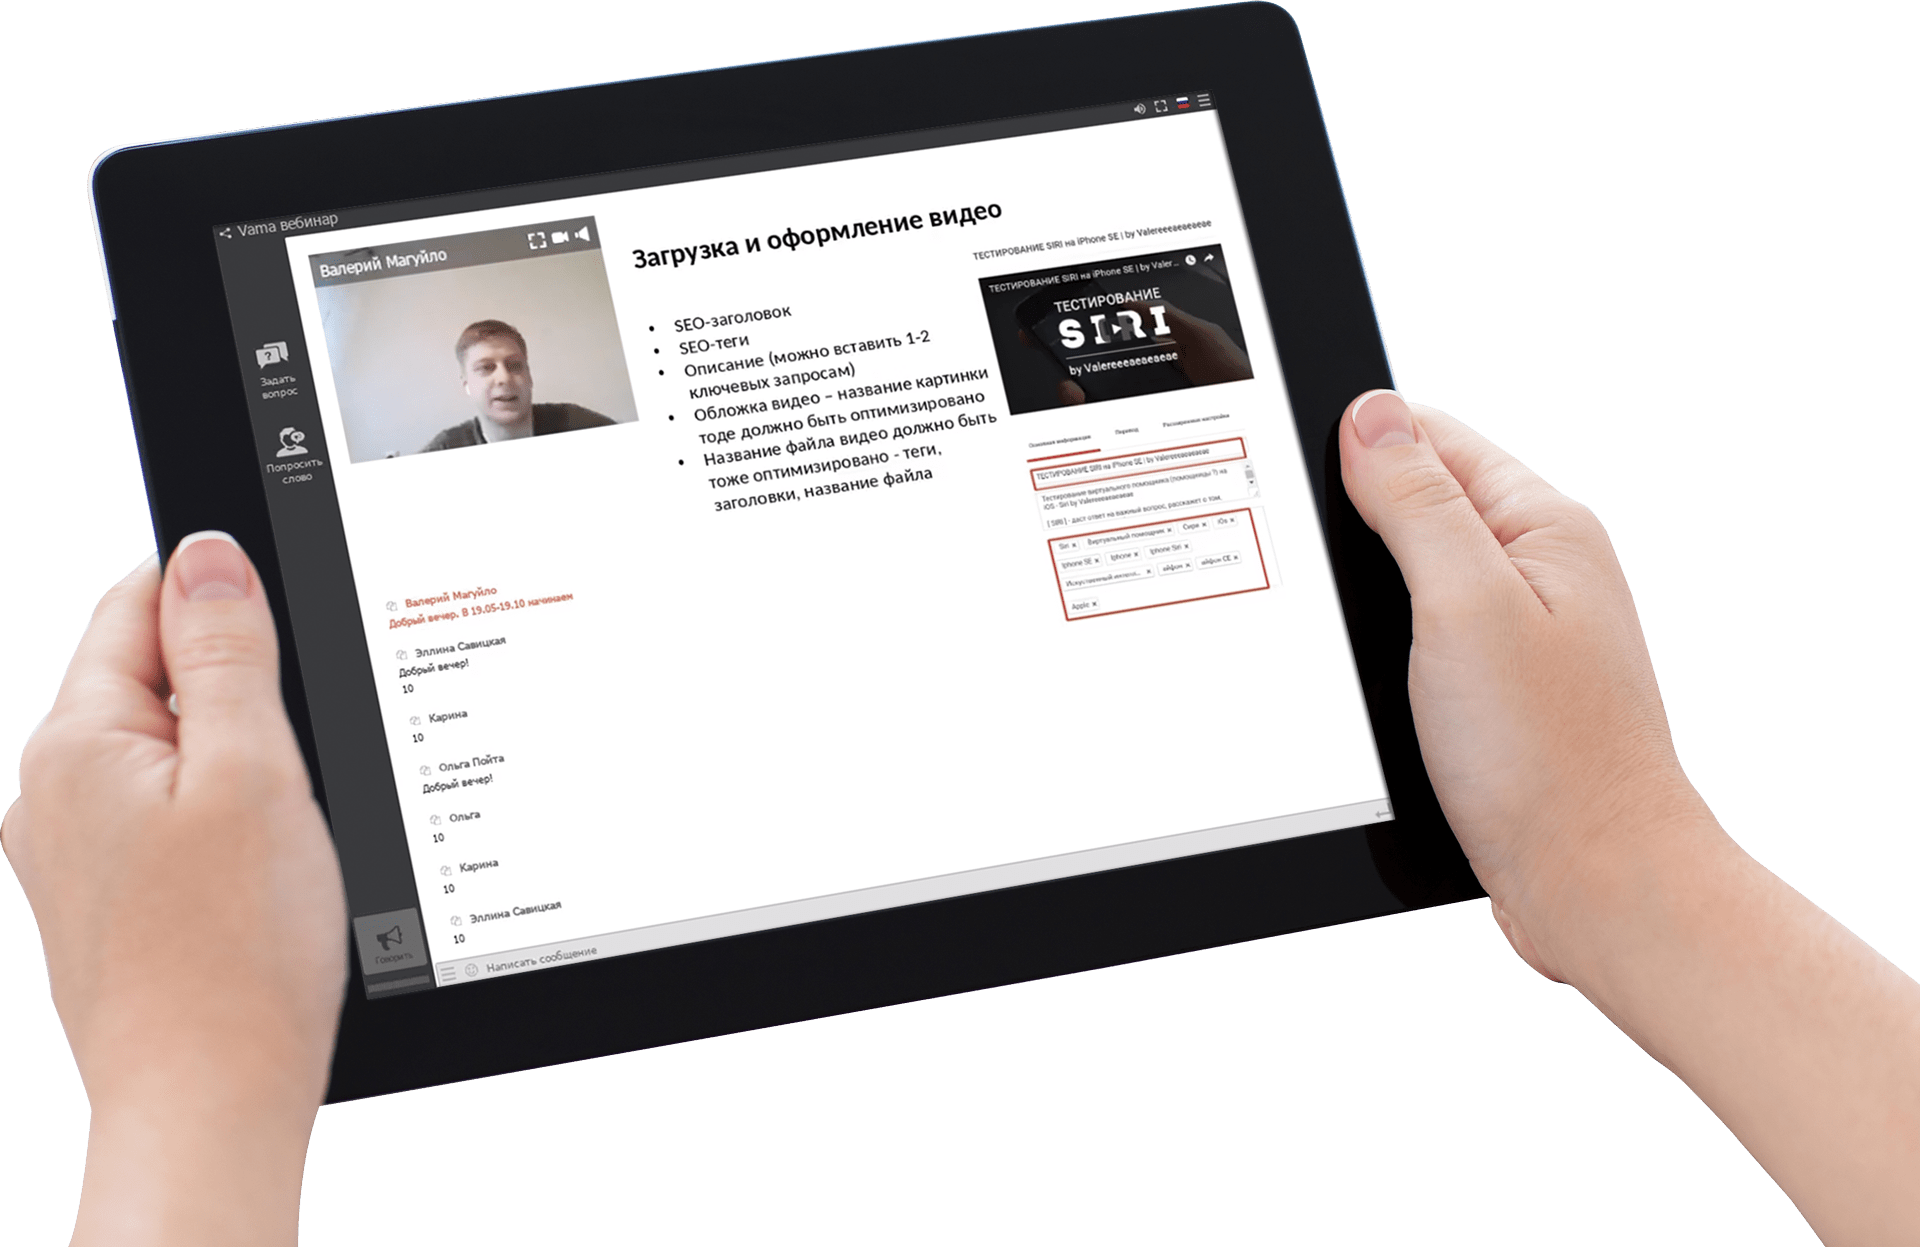 Vama вебинар
Валерий Магуйло
Задать
вопрос
Попросить
слово
Загрузка и оформление видео
SEO-заголовок
SEO-теги
Описание (можно вставить 1-2
ключевых запросам)
Обложка видео – название картинки
тоде должно быть оптимизировано
Название файла видео должно быть
тоже оптимизировано - теги,
заголовки, название файла
ТЕСТИРОВАНИЕ SIRI на iPhone SE | by Valereeeaeaeaeae
ТЕСТИРОВАНИЕ SIRI на iPhone SE | by Valer...
ТЕСТИРОВАНИЕ
SIRI
by Valereeeaeaeaeae
Основная информация Перевод Расширенные настройки
ТЕСТИРОВАНИЕ SIRI на iPhone SE | by Valereeeaeaeaeae
Тестирование виртуального помощника (помощницы ?) на
iOS - Siri by Valereeeaeaeaeae
[ SIRI ] - даст ответ на важный вопрос, расскажет о том,
Siri × Виртуальный помощник × Сири × iOs ×
Iphone SE × Iphone × Iphone Siri ×
Искуственный интелле... × айфон × айфон СЕ ×
Apple ×
Валерий Магуйло
Добрый вечер. В 19.05-19.10 начинаем
Эллина Савицкая
Добрый вечер!
10
Карина
10
Ольга Пойта
Добрый вечер!
Ольга
10
Карина
10
Эллина Савицкая
10
Говорить
Написать сообщение